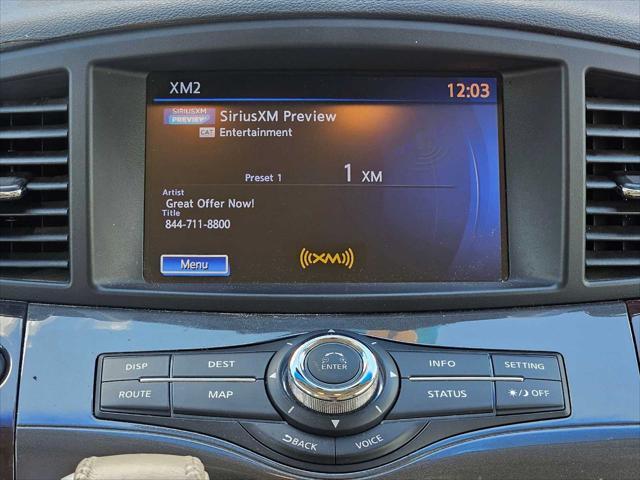 XM2 12:03
SIRIUSXM
PREVIEW
SiriusXM Preview
CAT Entertainment
Preset 1 1 XM
Artist
Great Offer Now!
Title
844-711-8800
Menu
((XM))
DISP DEST INFO SETTING
ENTER
ROUTE MAP STATUS OFF
BACK VOICE